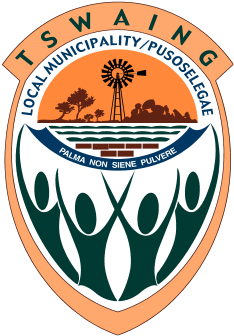 TSWAING
LOCAL MUNICIPALITY/PUSOSELEGAE
PALMA NON SIENE PULVERE